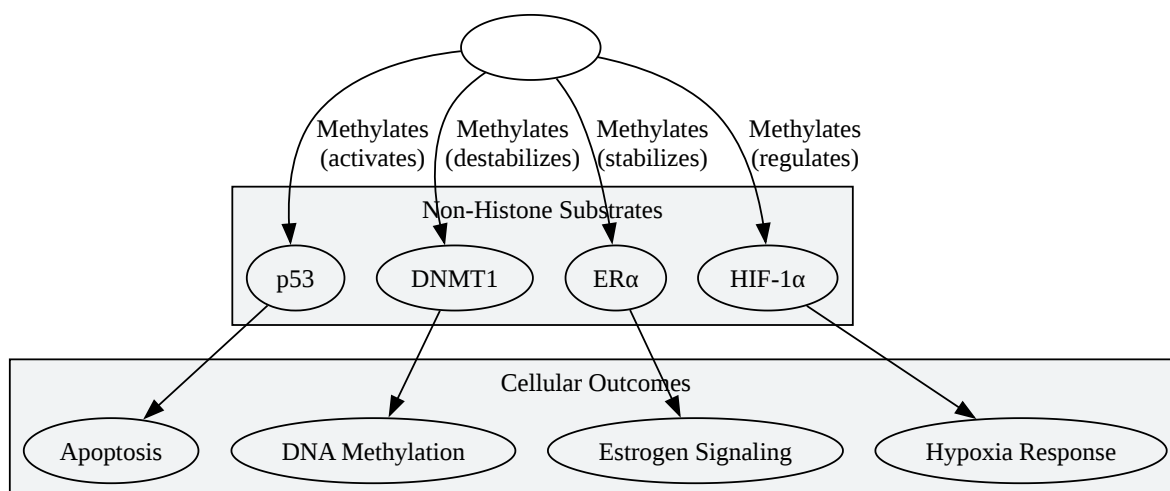 Methylates
(activates)
Methylates
(destabilizes)
Methylates
(stabilizes)
Methylates
(regulates)
Non-Histone Substrates
p53
DNMT1
ERα
HIF-1α
Cellular Outcomes
Apoptosis
DNA Methylation
Estrogen Signaling
Hypoxia Response